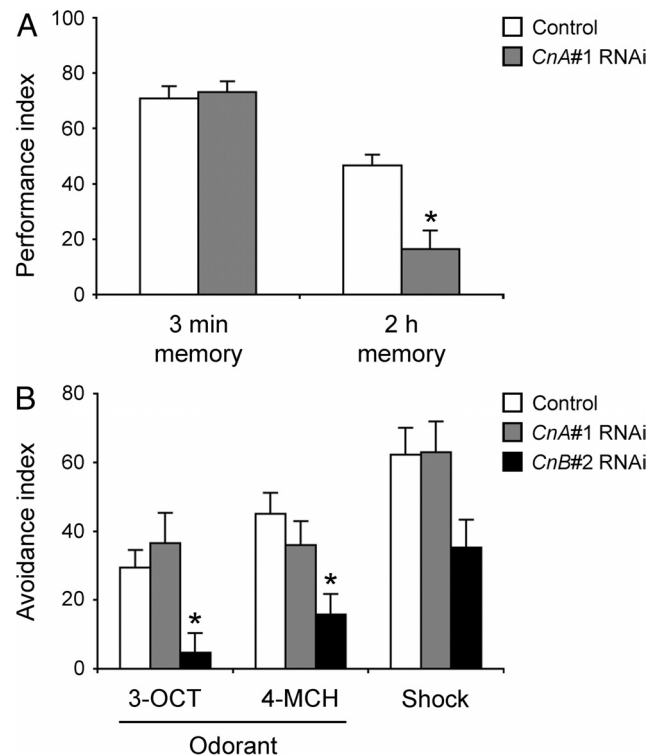 A
Performance index
100
80
60
40
20
0
*
3 min
memory
2 h
memory
Control
CnA#1 RNAi
B
Avoidance index
80
60
40
20
0
*
*
3-OCT
4-MCH
Shock
Odorant
Control
CnA#1 RNAi
CnB#2 RNAi